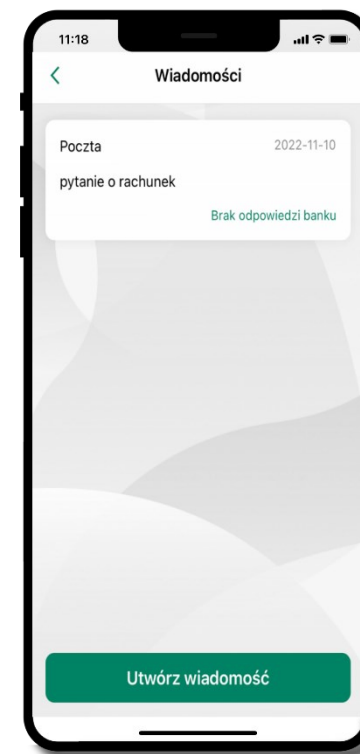 11:18
Wiadomości
Poczta 2022-11-10
pytanie o rachunek
Brak odpowiedzi banku
Utwórz wiadomość